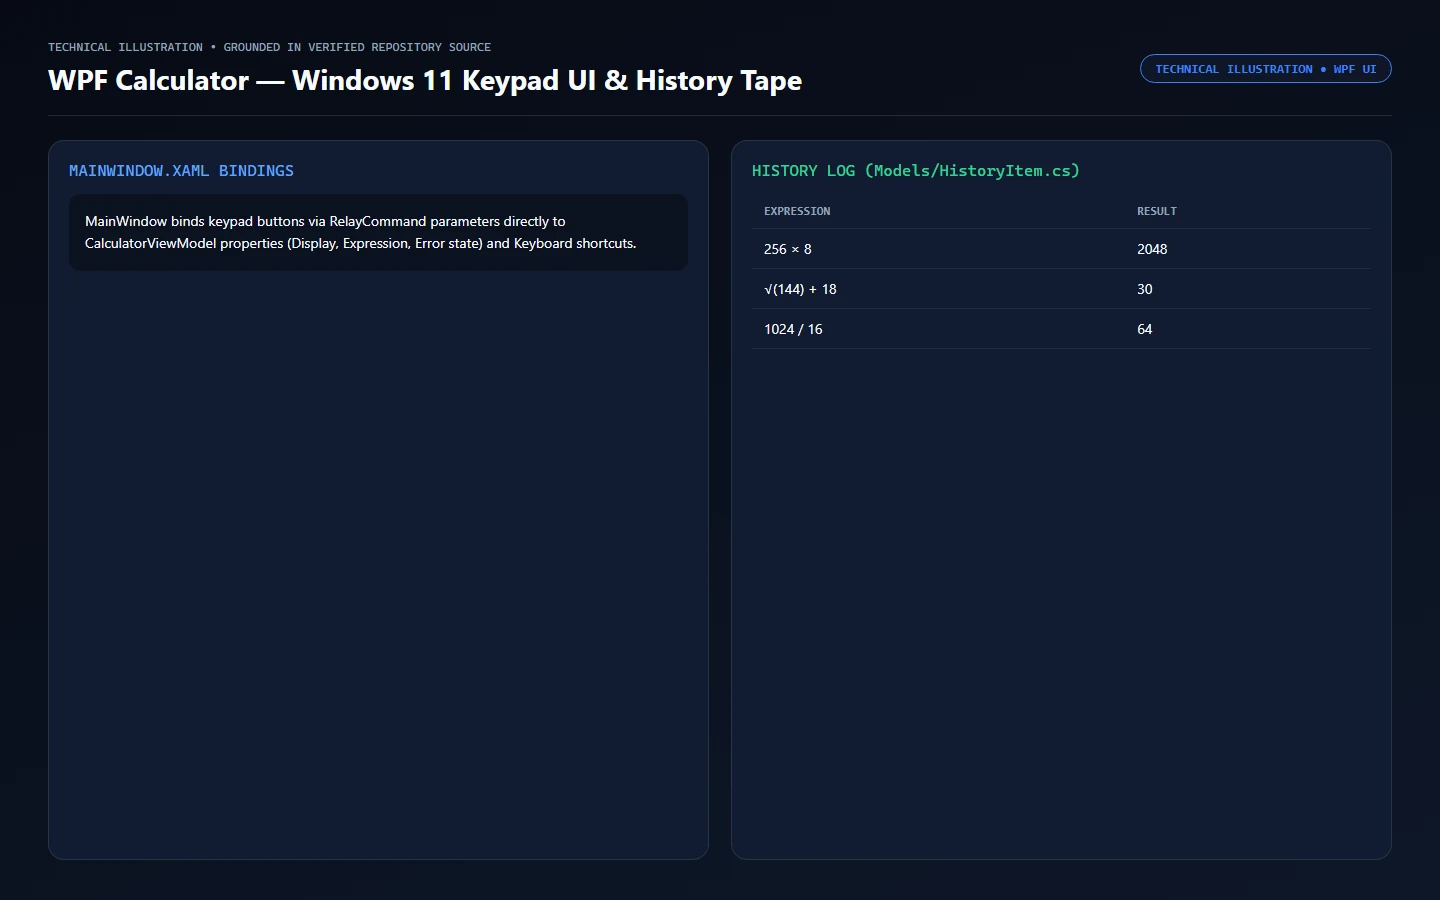 TECHNICAL ILLUSTRATION • GROUNDED IN VERIFIED REPOSITORY SOURCE
WPF Calculator — Windows 11 Keypad UI & History Tape
TECHNICAL ILLUSTRATION • WPF UI
MAINWINDOW.XAML BINDINGS
MainWindow binds keypad buttons via RelayCommand parameters directly to
CalculatorViewModel properties (Display, Expression, Error state) and Keyboard shortcuts.
HISTORY LOG (Models/HistoryItem.cs)
EXPRESSION RESULT
256 × 8 2048
√(144) + 18 30
1024 / 16 64